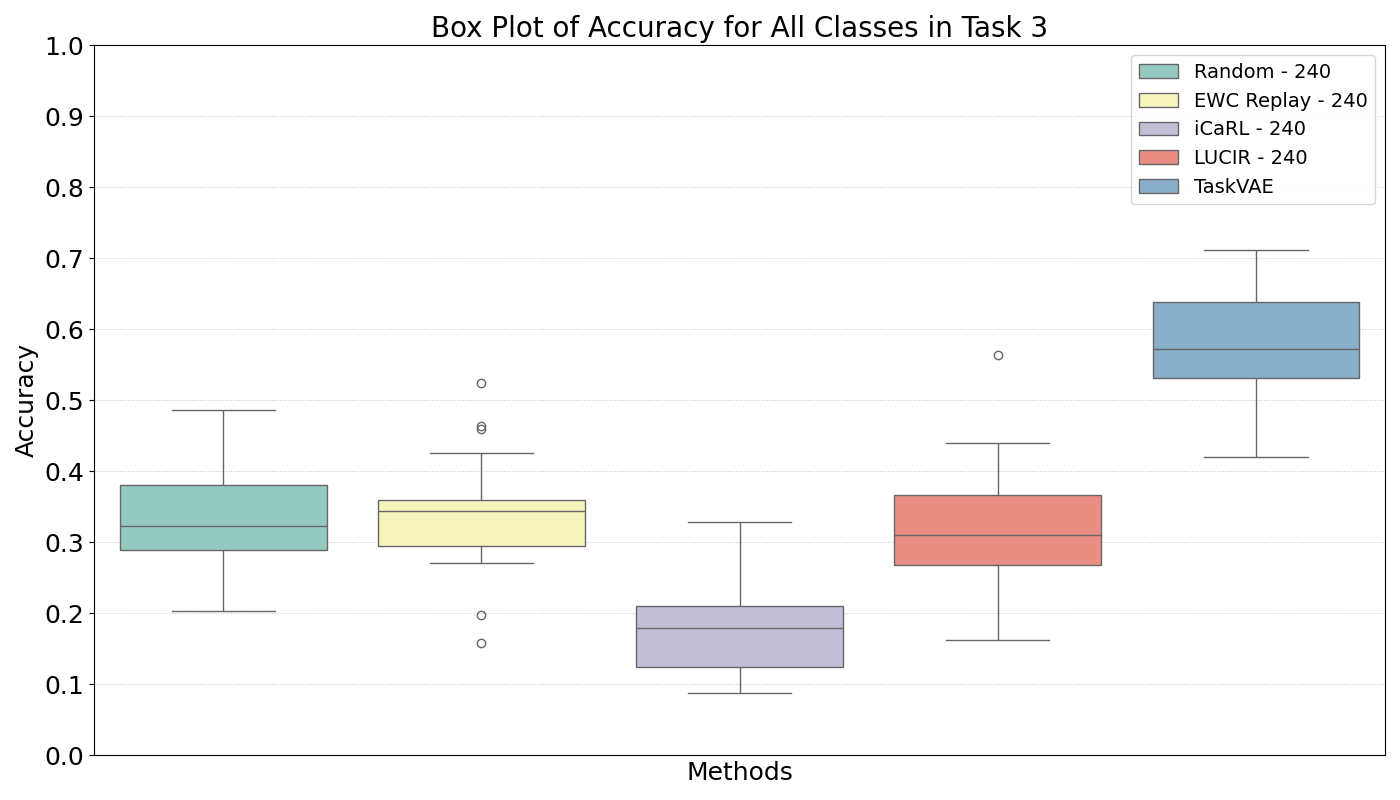 Box Plot of Accuracy for All Classes in Task 3
1.0
0.9
0.8
0.7
0.6
0.5
0.4
0.3
0.2
0.1
0.0
Accuracy
Methods
Random - 240
EWC Replay - 240
iCaRL - 240
LUCIR - 240
TaskVAE